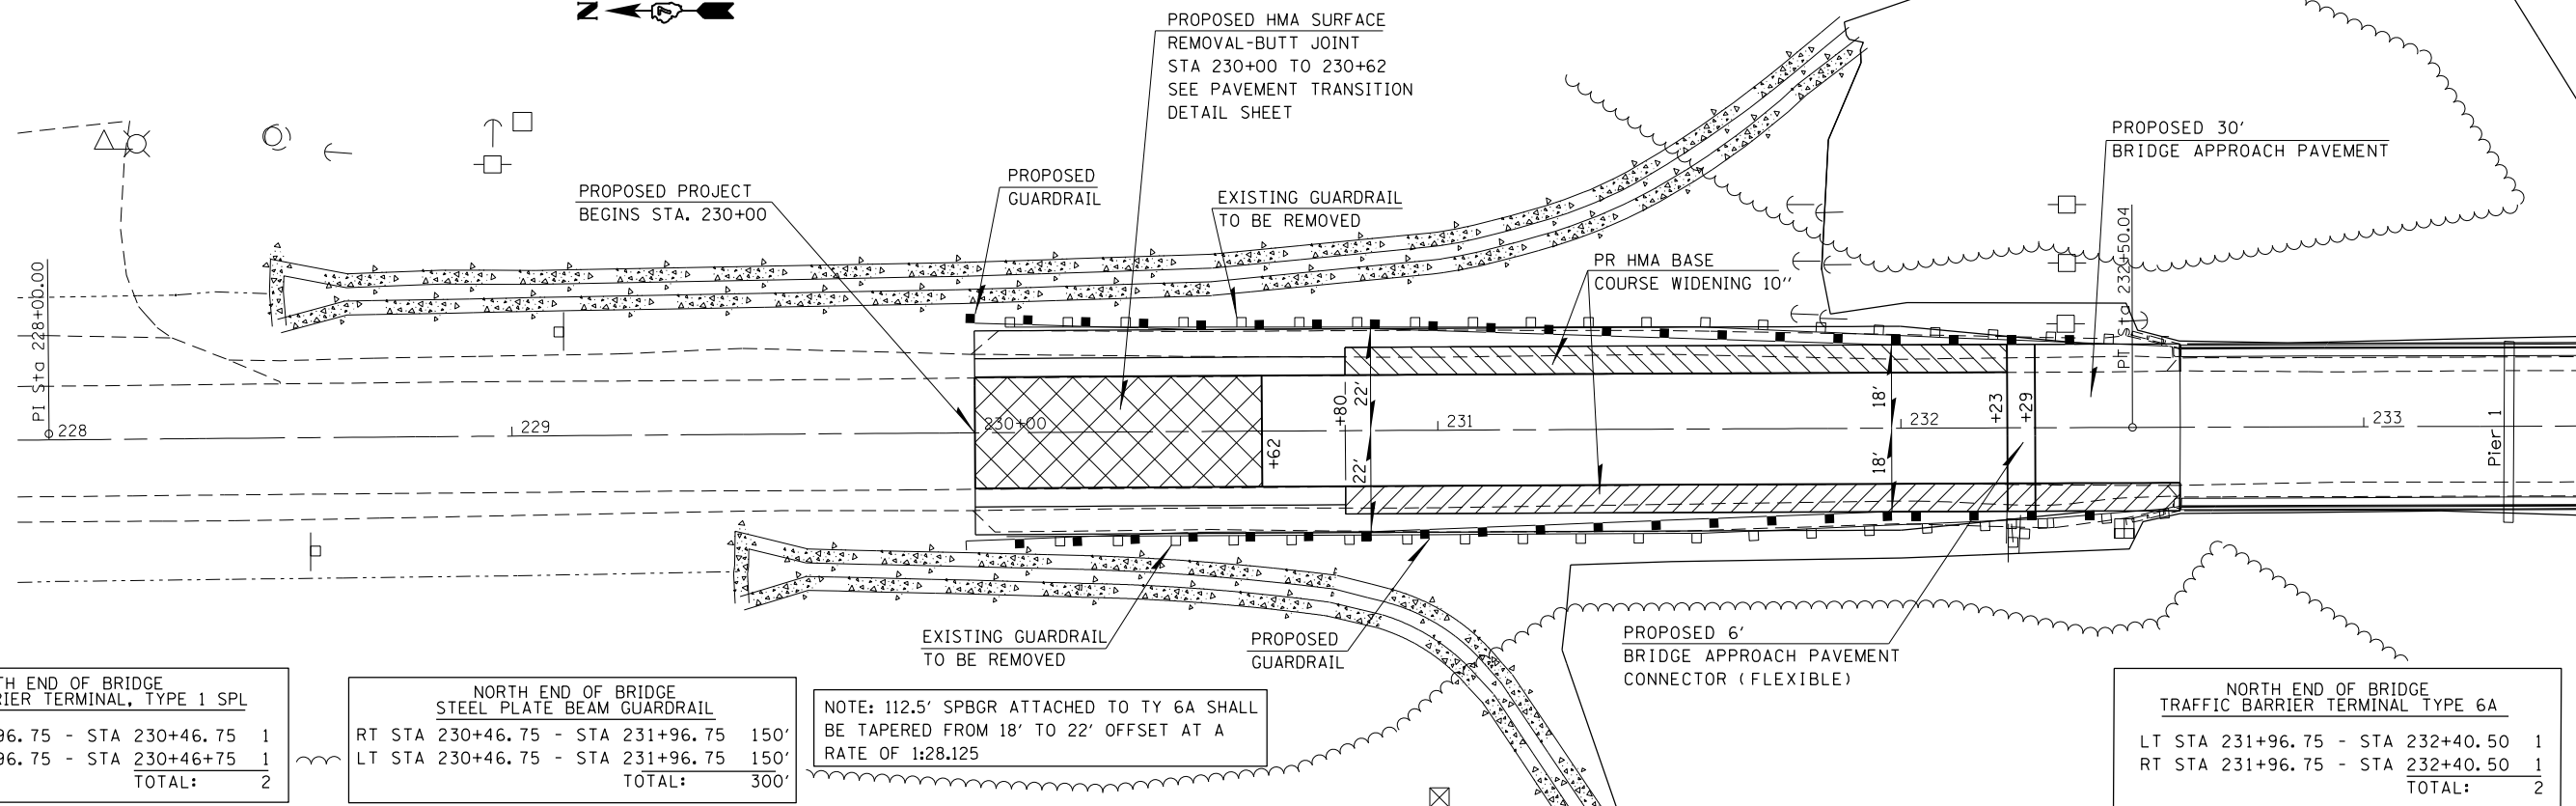 N
PROPOSED HMA SURFACE
REMOVAL-BUTT JOINT
STA 230+00 TO 230+62
SEE PAVEMENT TRANSITION
DETAIL SHEET
PROPOSED 30'
BRIDGE APPROACH PAVEMENT
PROPOSED PROJECT
BEGINS STA. 230+00
PROPOSED
GUARDRAIL
EXISTING GUARDRAIL
TO BE REMOVED
PR HMA BASE
COURSE WIDENING 10''
PI Sta 228+00.00
PT Sta 232+50.04
228
229
230+00
+62
+80
22'
22'
231
18'
18'
232
+23
+29
233
Pier 1
EXISTING GUARDRAIL
TO BE REMOVED
PROPOSED
GUARDRAIL
PROPOSED 6'
BRIDGE APPROACH PAVEMENT
CONNECTOR (FLEXIBLE)
TH END OF BRIDGE
RIER TERMINAL, TYPE 1 SPL
96.75 - STA 230+46.75 1
96.75 - STA 230+46+75 1
TOTAL: 2
NORTH END OF BRIDGE
STEEL PLATE BEAM GUARDRAIL
RT STA 230+46.75 - STA 231+96.75 150'
LT STA 230+46.75 - STA 231+96.75 150'
TOTAL: 300'
NOTE: 112.5' SPBGR ATTACHED TO TY 6A SHALL
BE TAPERED FROM 18' TO 22' OFFSET AT A
RATE OF 1:28.125
NORTH END OF BRIDGE
TRAFFIC BARRIER TERMINAL TYPE 6A
LT STA 231+96.75 - STA 232+40.50 1
RT STA 231+96.75 - STA 232+40.50 1
TOTAL: 2